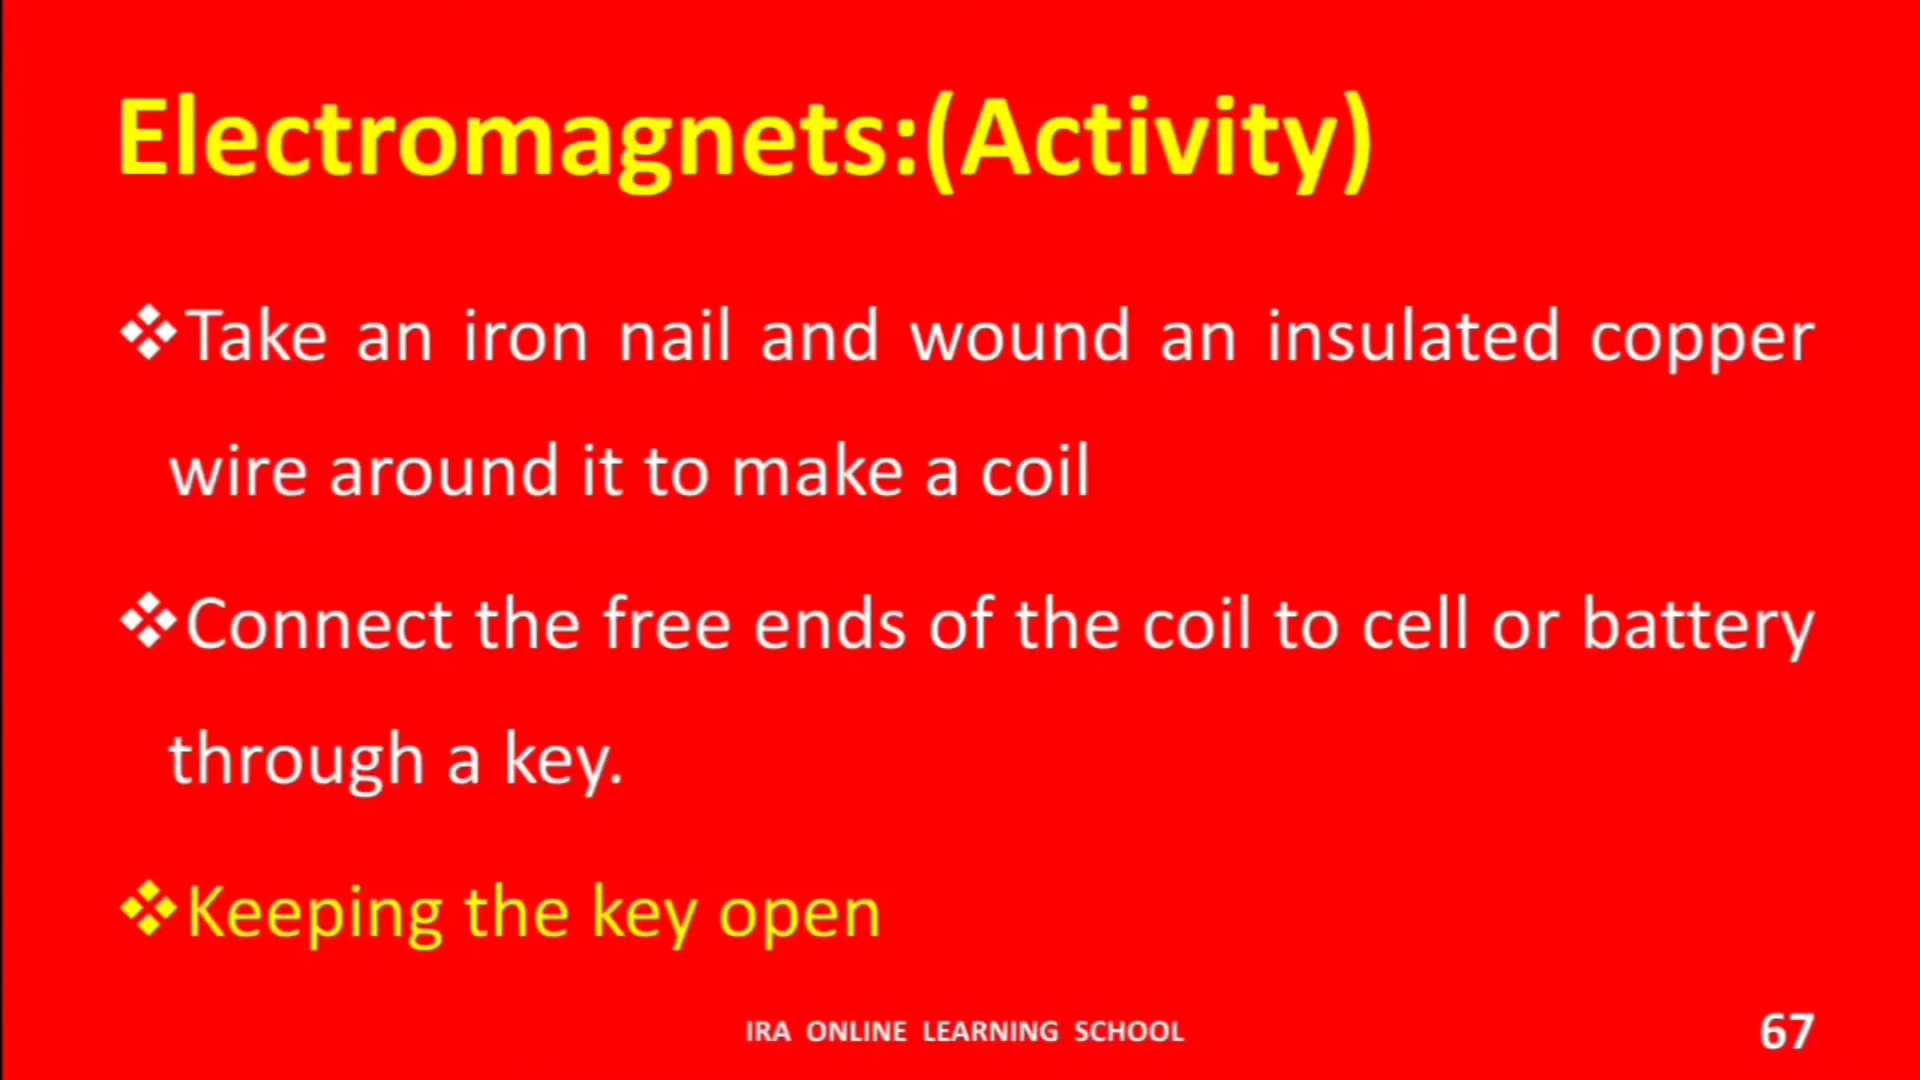 Electromagnets:(Activity)
❖Take an iron nail and wound an insulated copper
wire around it to make a coil
❖Connect the free ends of the coil to cell or battery
through a key.
❖Keeping the key open
IRA ONLINE LEARNING SCHOOL
67